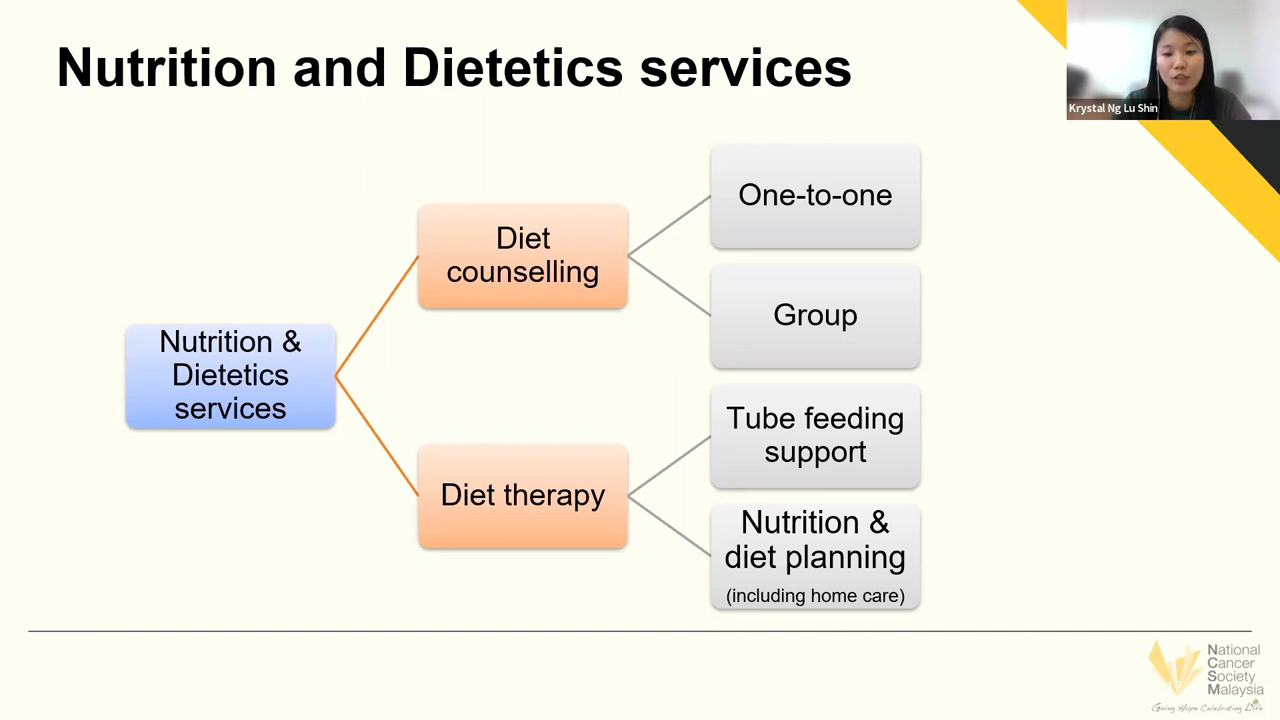 Nutrition and Dietetics services
Krystal Ng Lu Shin
One-to-one
Diet
counselling
Group
Nutrition &
Dietetics
services
Tube feeding
support
Diet therapy
Nutrition &
diet planning
(including home care)
National
Cancer
Society
Malaysia
Giving Hope Celebrating Life